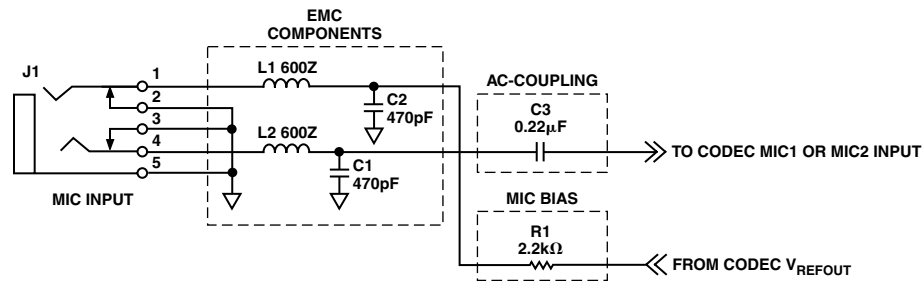 EMC
COMPONENTS
J1
1
L1 600Z
2
C2
470pF
3
4
L2 600Z
5
C1
470pF
MIC INPUT
AC-COUPLING
C3
0.22μF
TO CODEC MIC1 OR MIC2 INPUT
MIC BIAS
R1
2.2kΩ
FROM CODEC VREFOUT